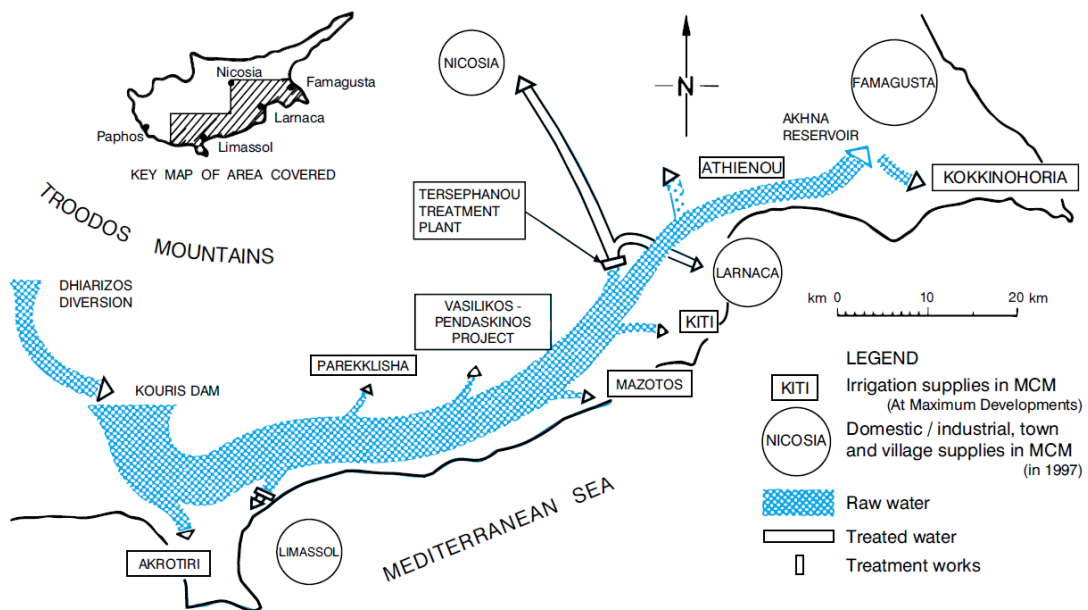 Nicosia
Famagusta
Larnaca
Paphos
Limassol
KEY MAP OF AREA COVERED
NICOSIA
N
FAMAGUSTA
AKHNA
RESERVOIR
ATHIENOU
KOKKINOHORIA
TROODOS MOUNTAINS
TERSEPHANOU
TREATMENT
PLANT
LARNACA
DHIARIZOS
DIVERSION
VASILIKOS -
PENDASKINOS
PROJECT
KITI
km 0 10 20 km
PAREKKLISHA
MAZOTOS
KOURIS DAM
MEDITERRANEAN SEA
AKROTIRI
LIMASSOL
LEGEND
KITI
Irrigation supplies in MCM
(At Maximum Developments)
NICOSIA
Domestic / industrial, town
and village supplies in MCM
(in 1997)
Raw water
Treated water
Treatment works